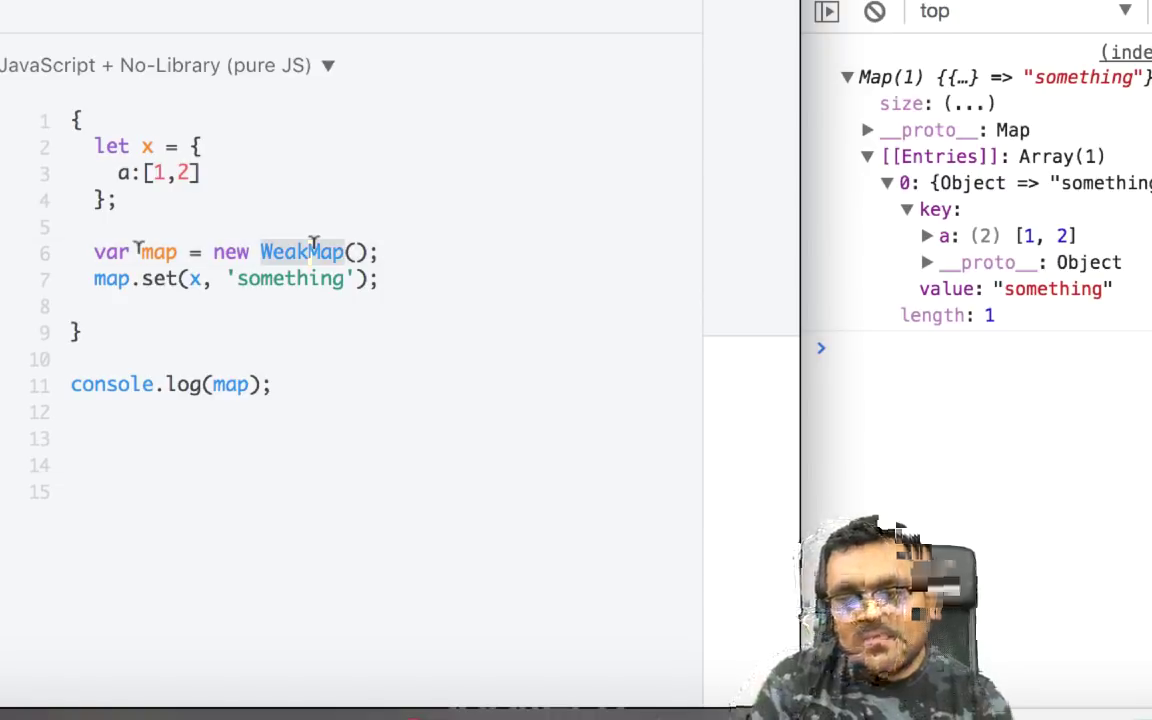 JavaScript + No-Library (pure JS) ▼
1 {
2 let x = {
3 a:[1,2]
4 };
5
6 var map = new WeakMap();
7 map.set(x, 'something');
8
9 }
10
11 console.log(map);
12
13
14
15
top ▼
(inde
▼Map(1) {{…} => "something"}
size: (...)
▶__proto__: Map
▼[[Entries]]: Array(1)
▼0: {Object => "something
▼key:
▶a: (2) [1, 2]
▶__proto__: Object
value: "something"
length: 1
>